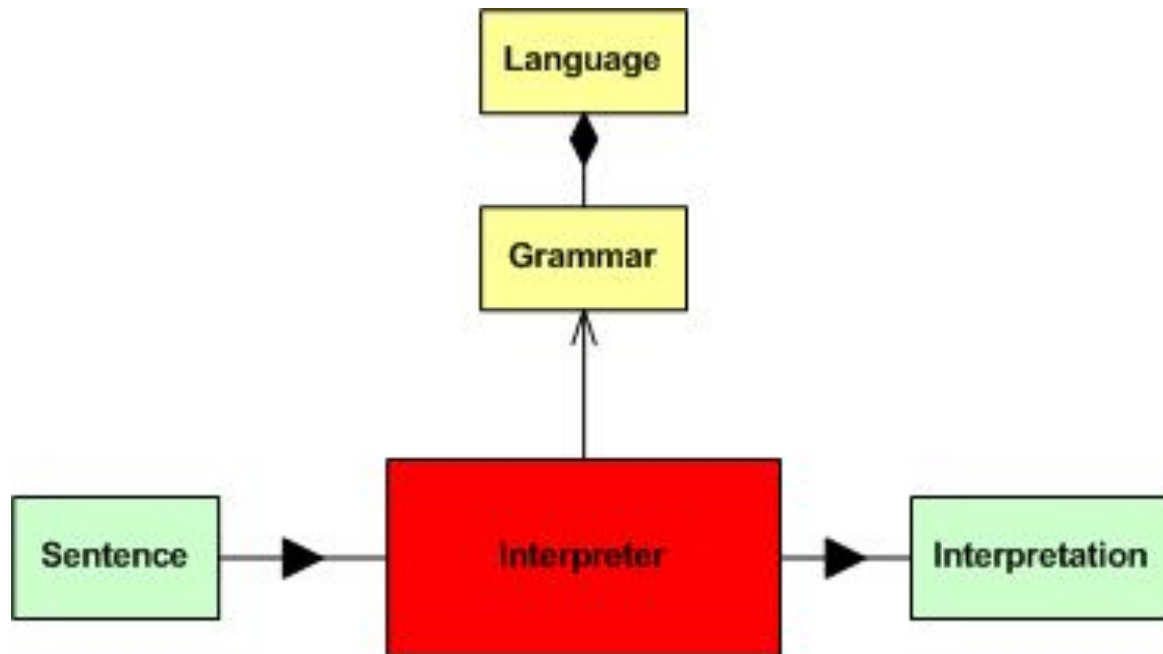 Language
Grammar
Sentence
Interpreter
Interpretation